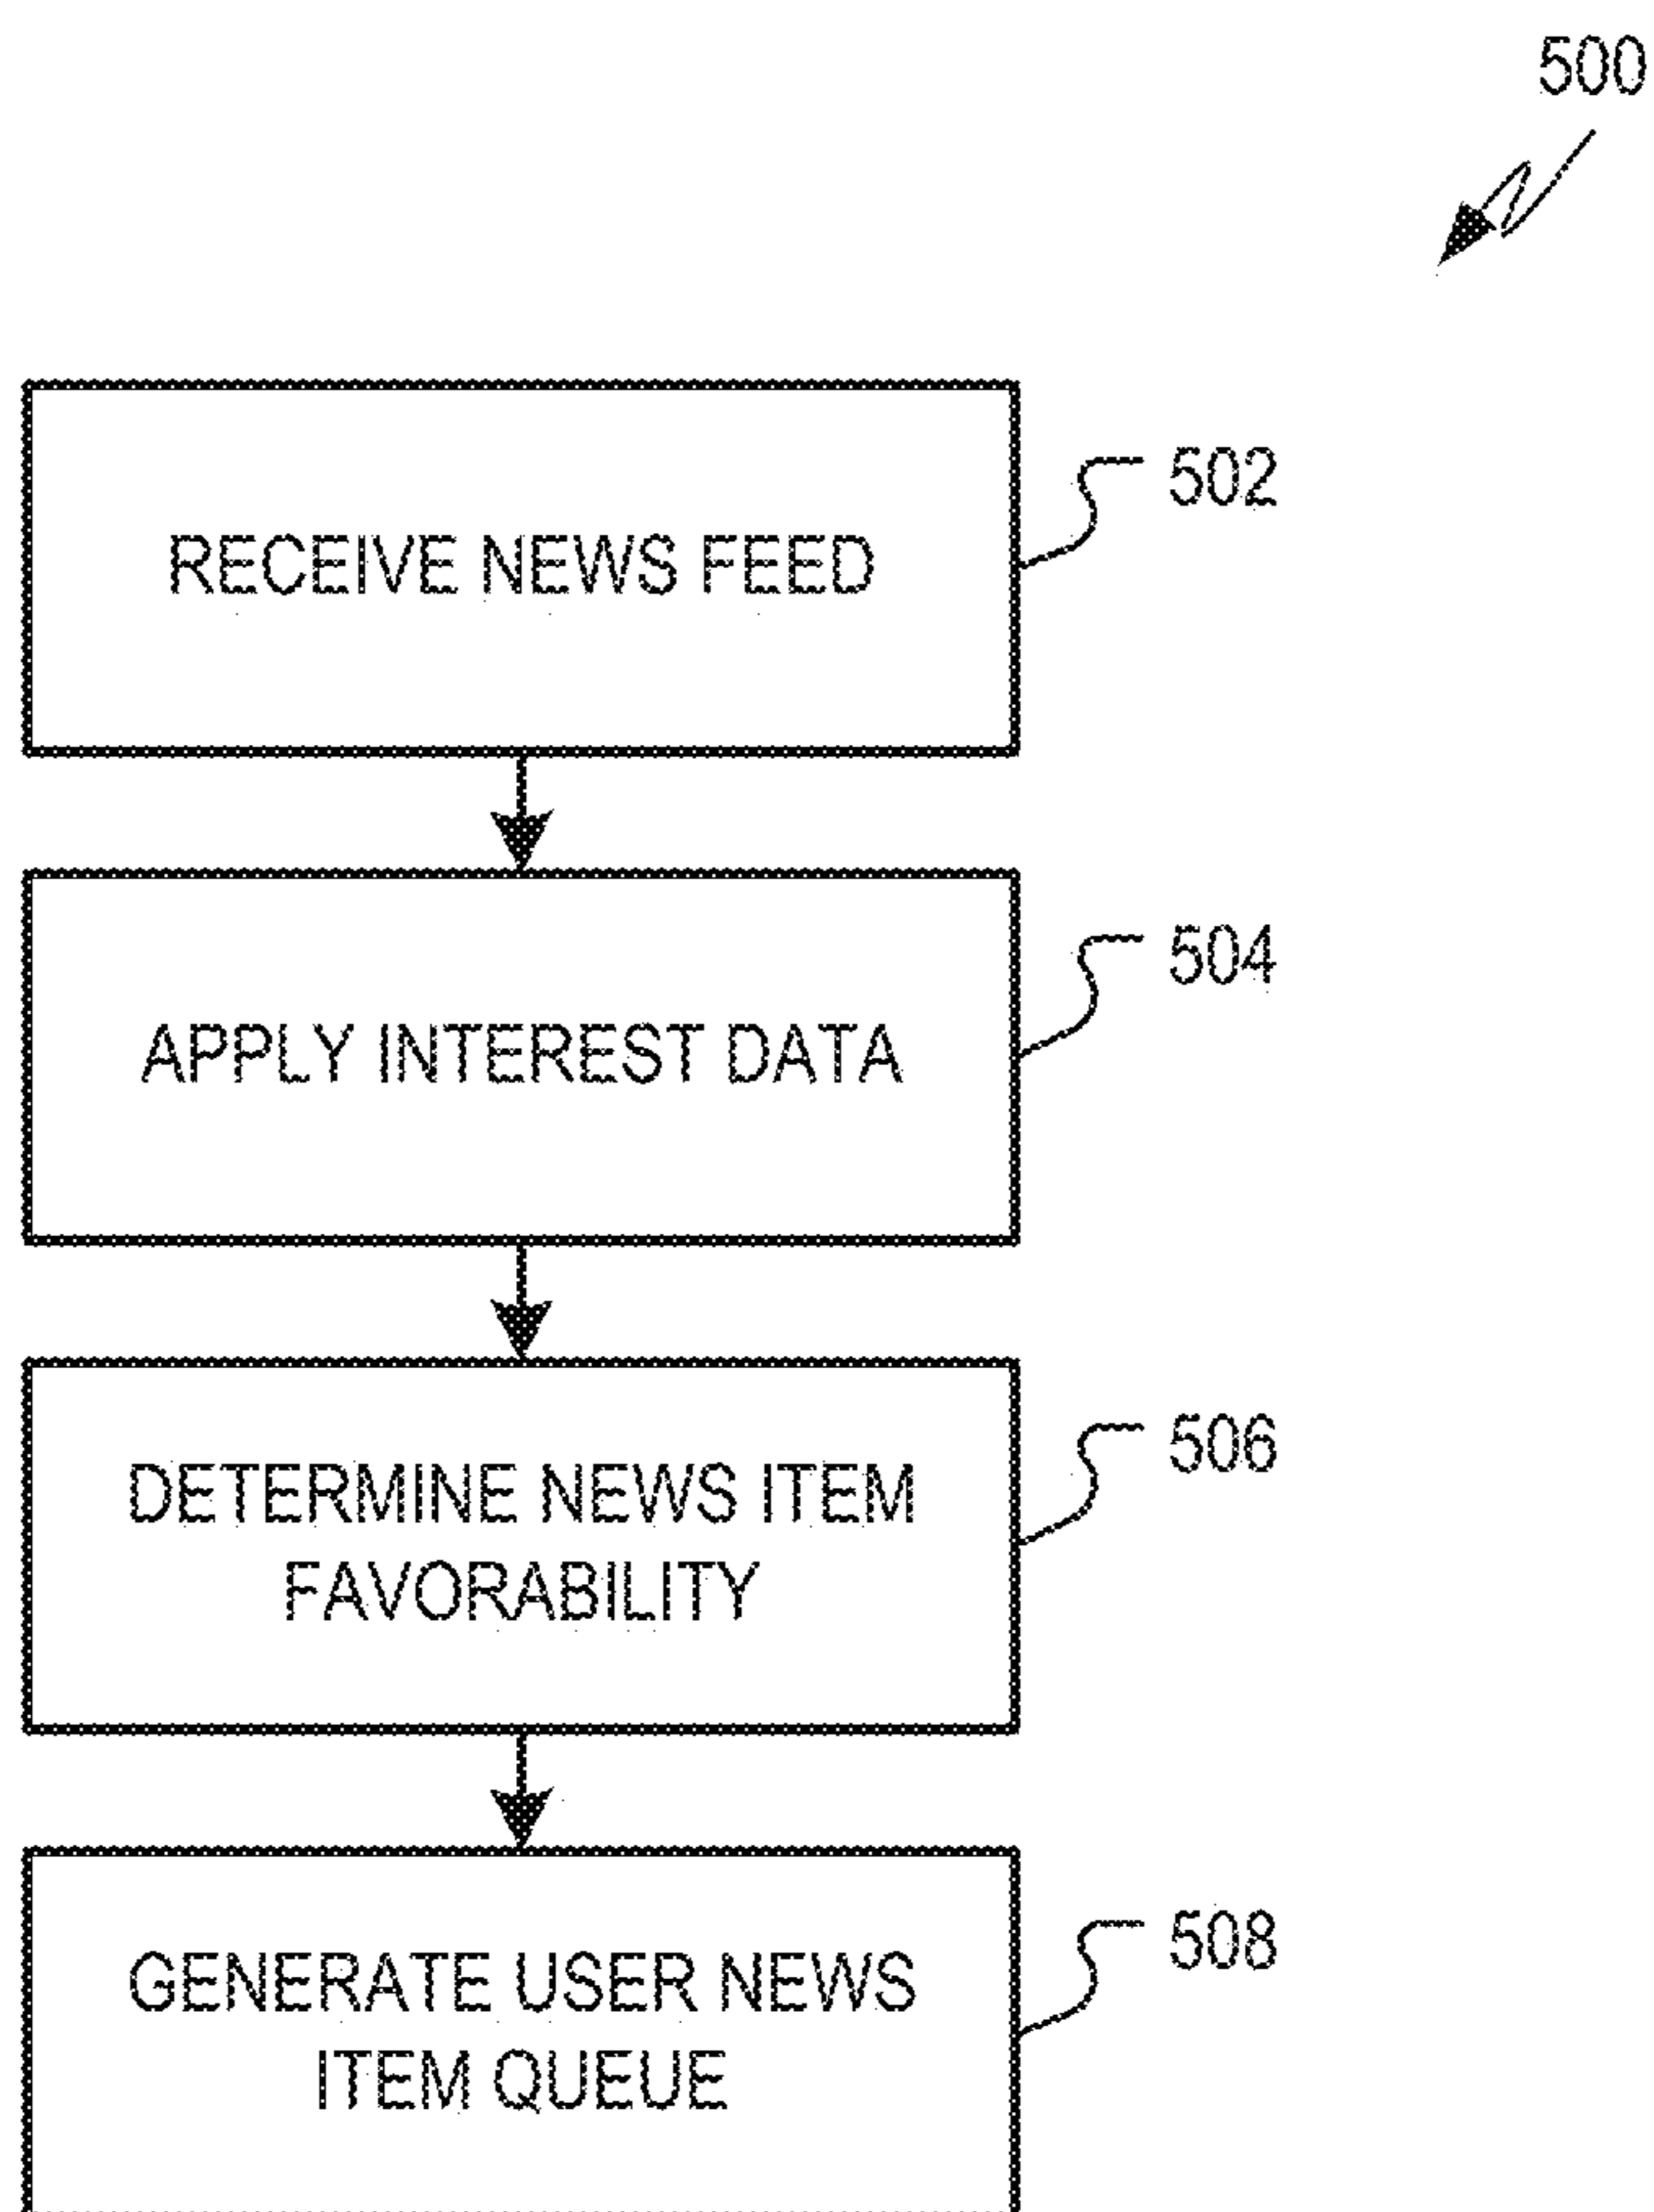 500
RECEIVE NEWS FEED
502
APPLY INTEREST DATA
504
DETERMINE NEWS ITEM
FAVORABILITY
506
GENERATE USER NEWS
ITEM QUEUE
508